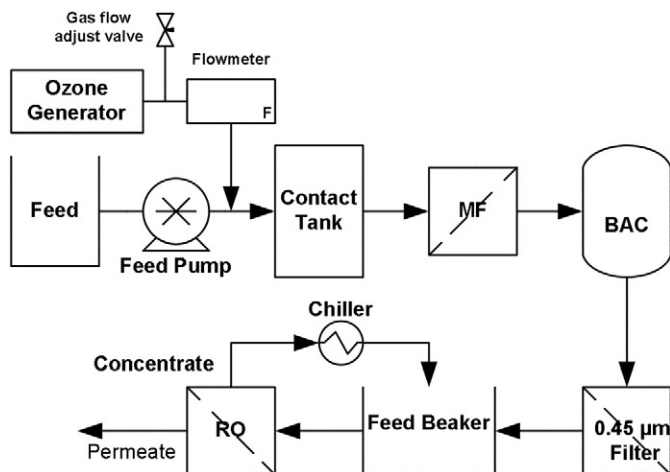 Gas flow
adjust valve
Flowmeter
Ozone
Generator
F
Feed
Feed Pump
Contact
Tank
MF
BAC
Chiller
Concentrate
RO
Permeate
Feed Beaker
0.45 µm
Filter